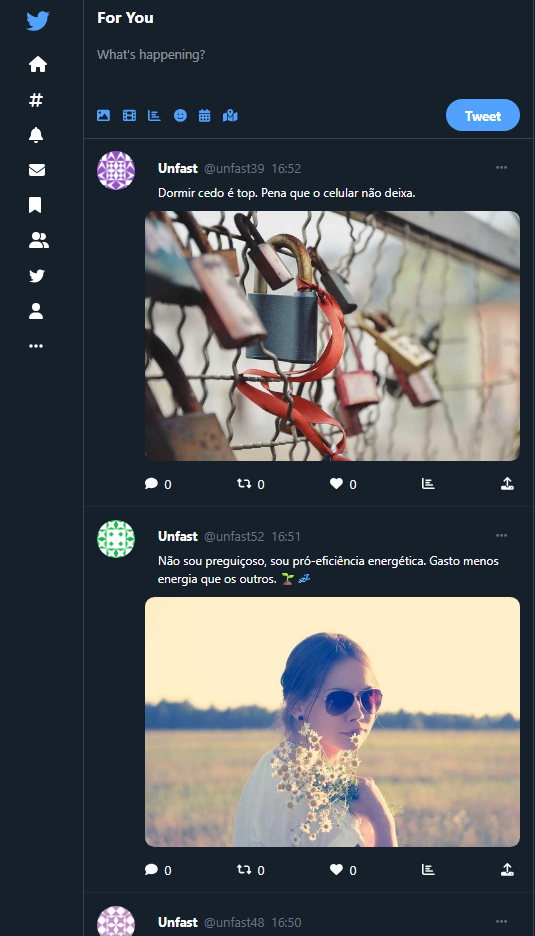 For You
What's happening?
Tweet
Unfast @unfast39 16:52
Dormir cedo é top. Pena que o celular não deixa.
0 0 0
Unfast @unfast52 16:51
Não sou preguiçoso, sou pró-eficiência energética. Gasto menos
energia que os outros. 🌱💤
0 0 0
Unfast @unfast48 16:50